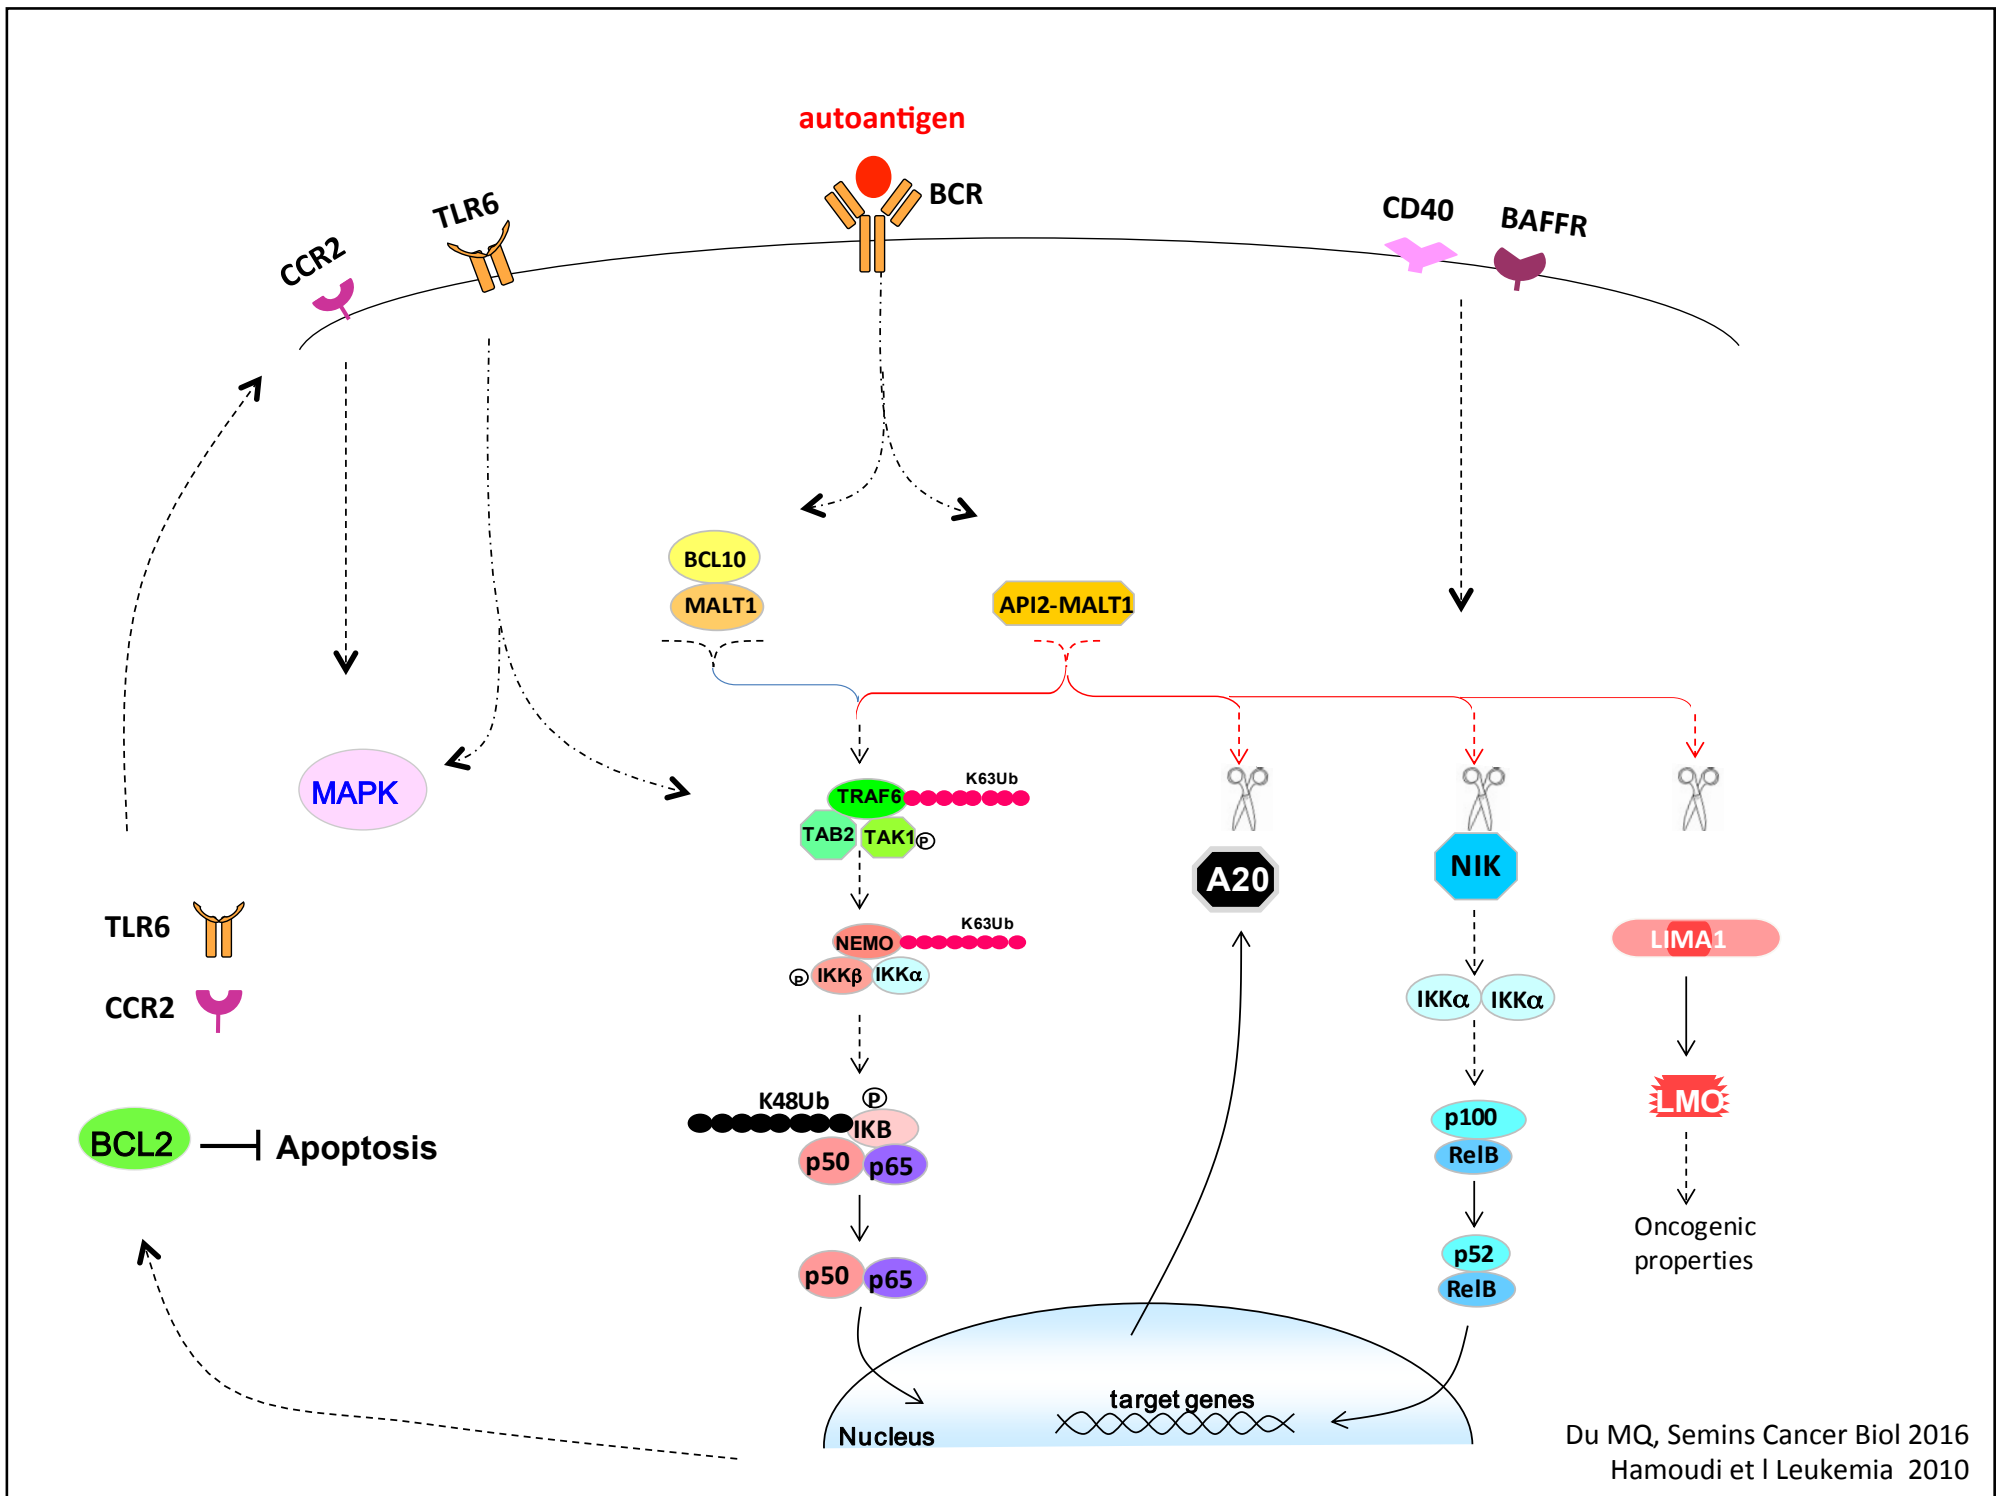 autoantigen
BCR
TLR6
CCR2
CD40
BAFFR
BCL10
MALT1
API2-MALT1
MAPK
K63Ub
TRAF6
TAB2
TAK1
P
A20
NIK
TLR6
K63Ub
NEMO
LIMA1
P
IKKβ
IKKα
CCR2
IKKα
IKKα
K48Ub
P
IKB
LMO
p100
BCL2
Apoptosis
p50
p65
RelB
Oncogenic
properties
p50
p65
p52
RelB
target genes
Nucleus
Du MQ, Semins Cancer Biol 2016
Hamoudi et l Leukemia 2010